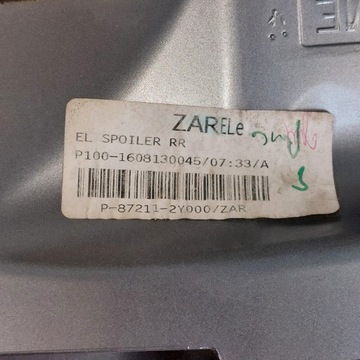 ZARELe
EL SPOILER RR
P100-1608130045/07:33/A
P-87211-2Y000/ZAR